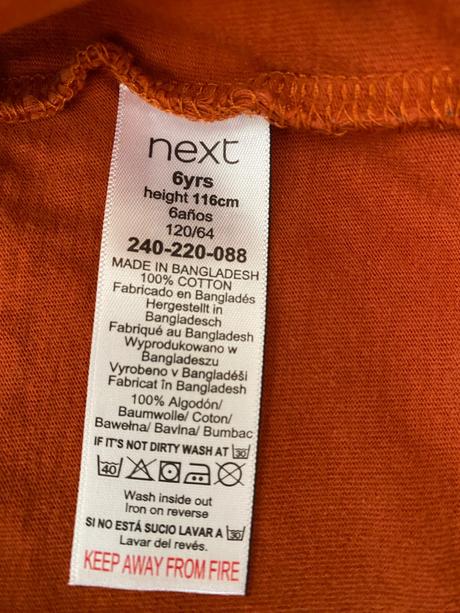 next
6yrs
height 116cm
6años
120/64
240-220-088
MADE IN BANGLADESH
100% COTTON
Fabricado en Bangladés
Hergestellt in
Bangladesch
Fabriqué au Bangladesh
Wyprodukowano w
Bangladeszu
Vyrobeno v Bangladéši
Fabricat în Bangladesh
100% Algodón/
Baumwolle/ Coton/
Bawełna/ Bavlna/ Bumbac
IF IT'S NOT DIRTY WASH AT 30
40
Wash inside out
Iron on reverse
SI NO ESTÁ SUCIO LAVAR A 30
Lavar del revés.
KEEP AWAY FROM FIRE